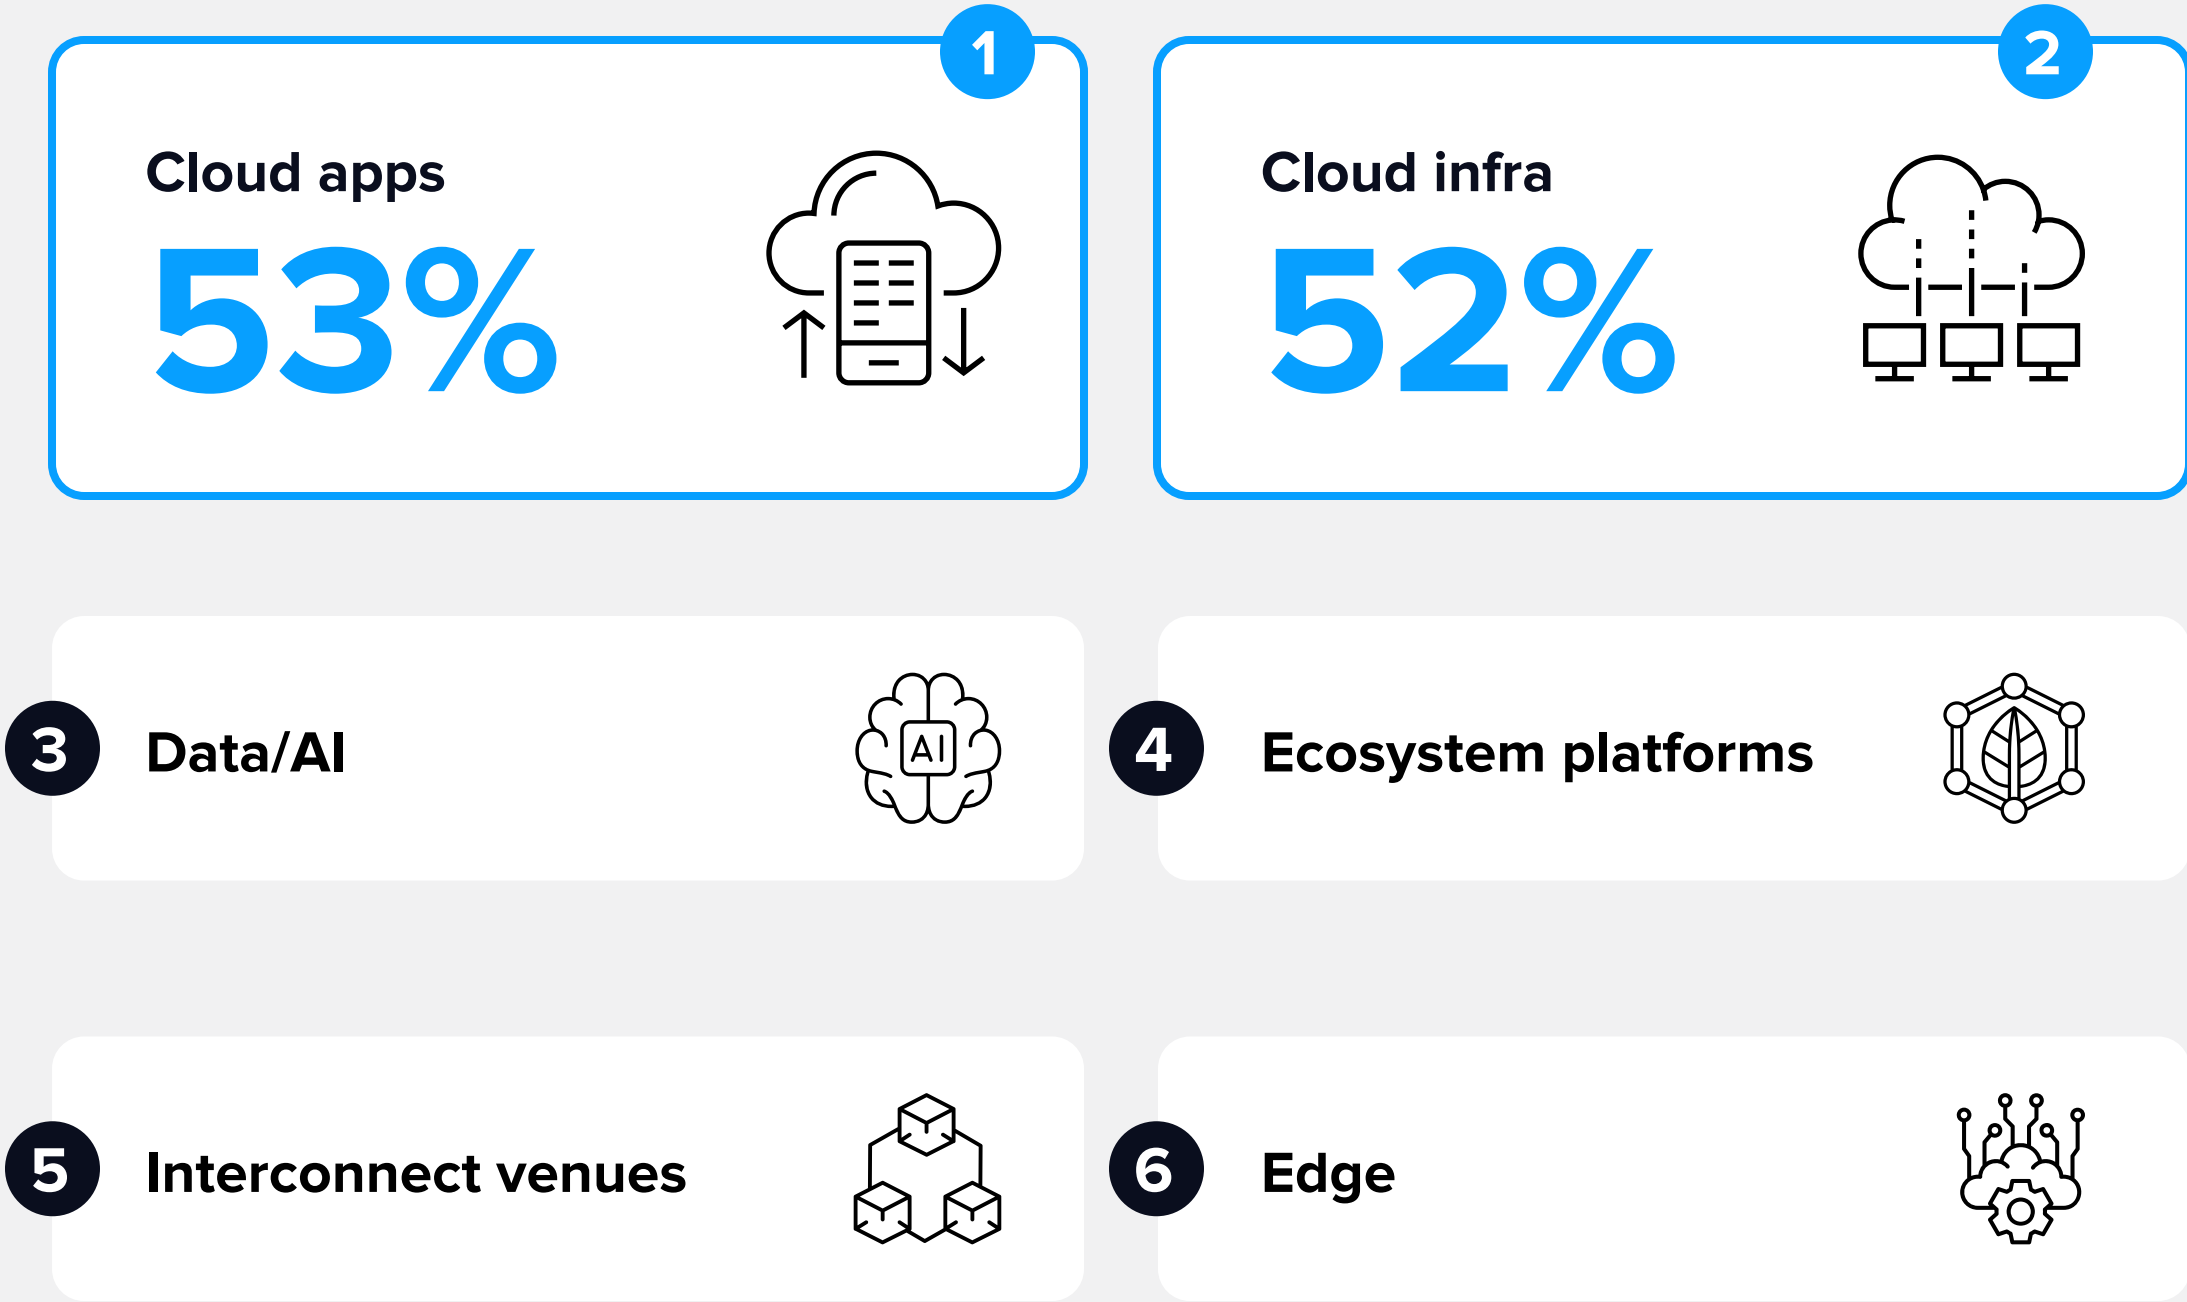 1
Cloud apps
53%
2
Cloud infra
52%
3
Data/AI
AI
4
Ecosystem platforms
5
Interconnect venues
6
Edge